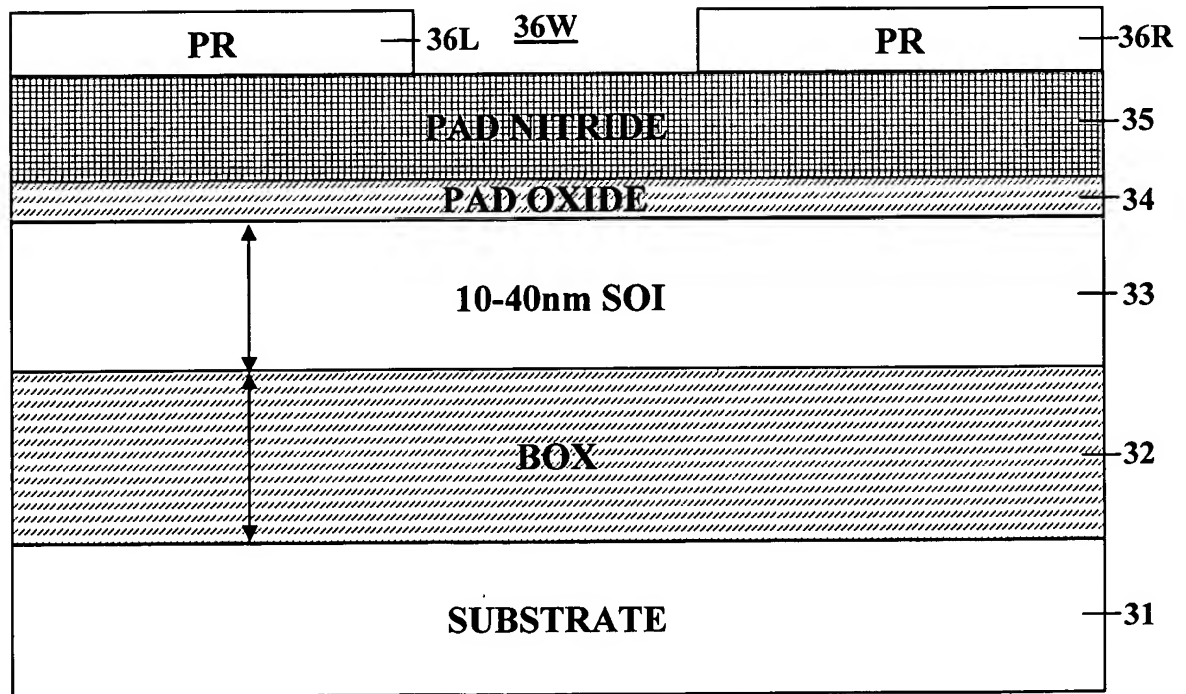 PR 36L 36W PR 36R
PAD NITRIDE 35
PAD OXIDE 34
10-40nm SOI 33
BOX 32
SUBSTRATE 31